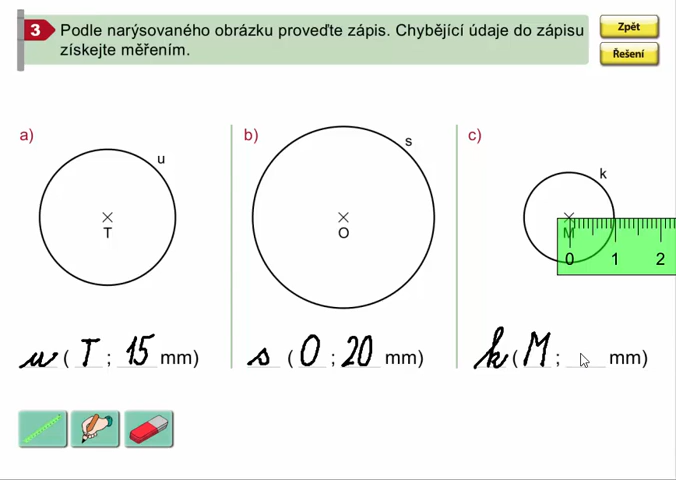 3 Podle narýsovaného obrázku proveďte zápis. Chybějící údaje do zápisu
získejte měřením.
Zpět
Řešení
a)
u
T
u ( T ; 15 mm)
b)
s
O
s ( O ; 20 mm)
c)
k
M
0 1 2
k ( M ; mm)